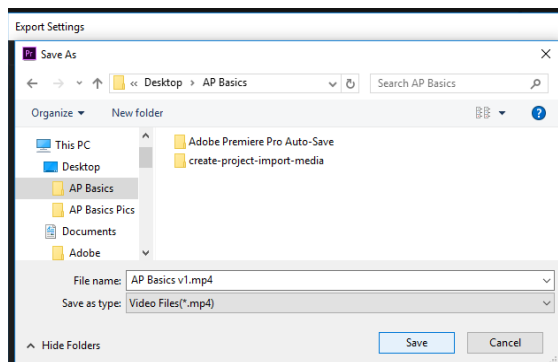 Export Settings
Pr Save As
« Desktop › AP Basics
Search AP Basics
Organize
New folder
?
This PC
Desktop
AP Basics
AP Basics Pics
Documents
Adobe
Adobe Premiere Pro Auto-Save
create-project-import-media
File name: AP Basics v1.mp4
Save as type: Video Files(*.mp4)
Hide Folders
Save
Cancel